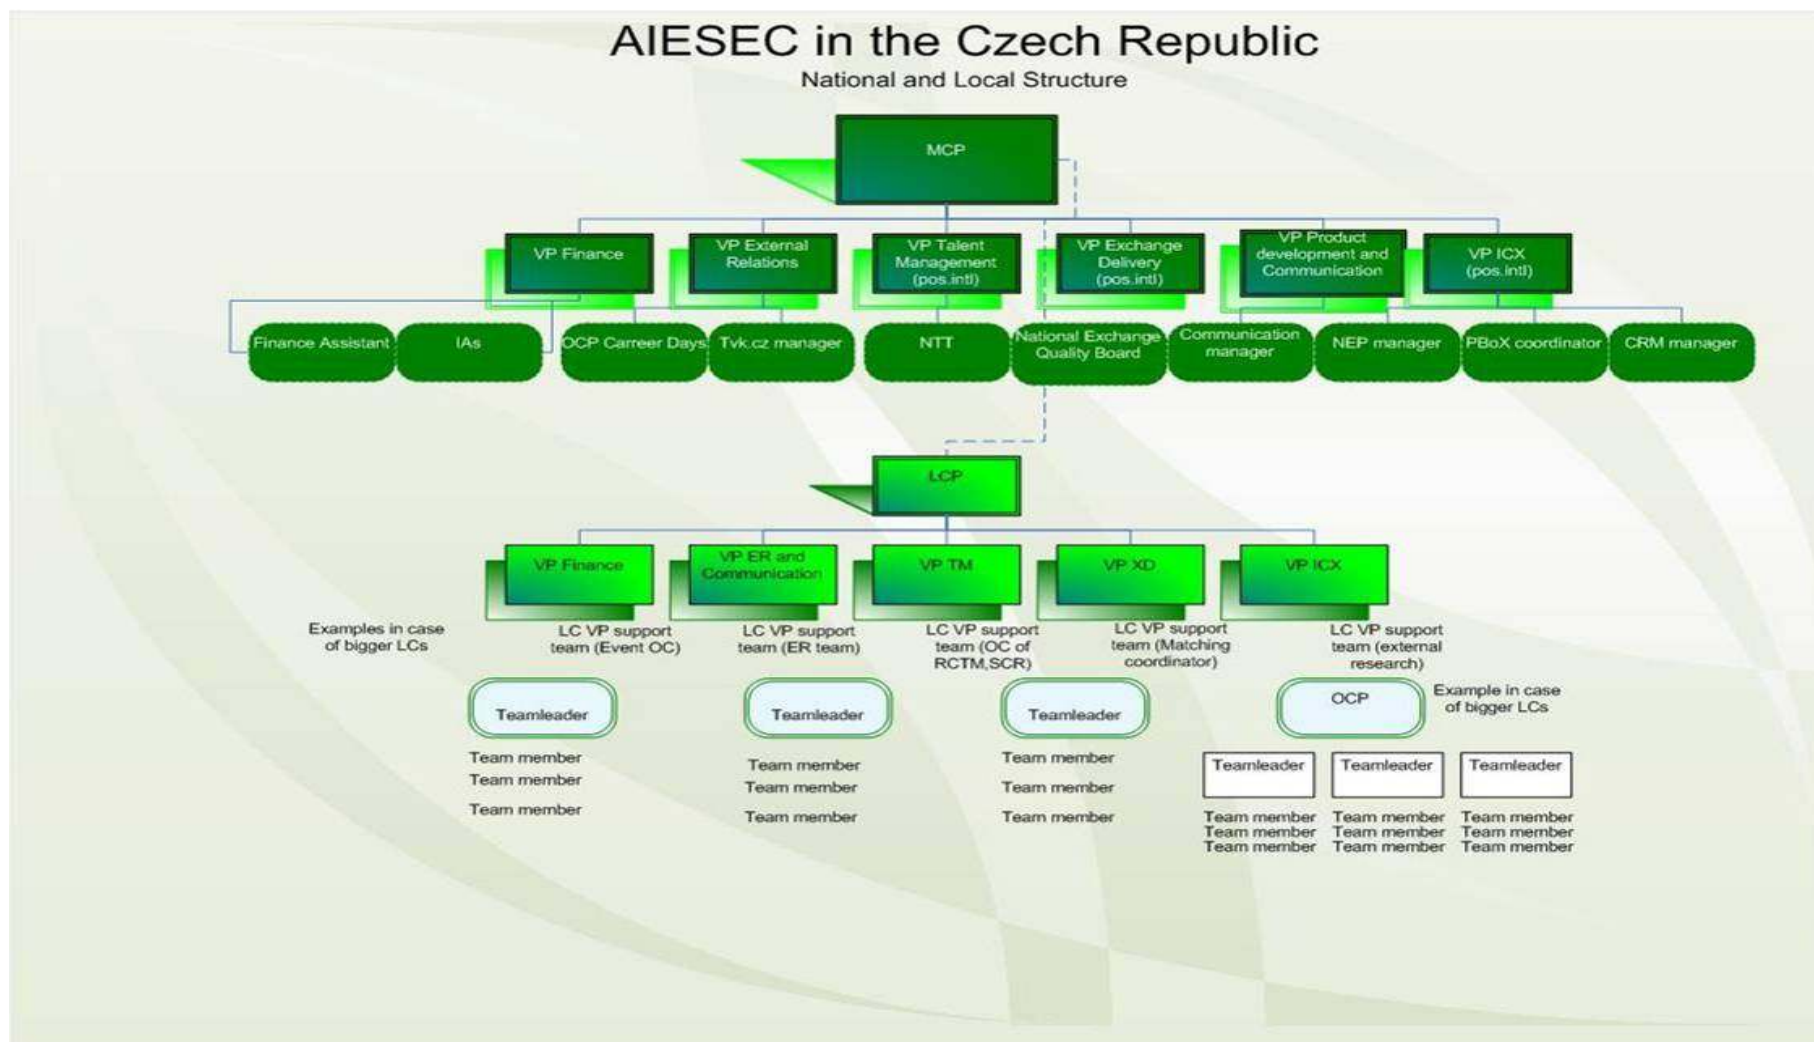 AIESEC in the Czech Republic
National and Local Structure
MCP
VP Finance
VP External
Relations
VP Talent
Management
(pos.intl)
VP Exchange
Delivery
(pos.intl)
VP Product
development and
Communication
VP ICX
(pos.intl)
Finance Assistant
IAs
OCP Carreer Days
Tvk.cz manager
NTT
National Exchange
Quality Board
Communication
manager
NEP manager
PBoX coordinator
CRM manager
LCP
VP Finance
VP ER and
Communication
VP TM
VP XD
VP ICX
Examples in case
of bigger LCs
LC VP support
team (Event OC)
LC VP support
team (ER team)
LC VP support
team (OC of
RCTM,SCR)
LC VP support
team (Matching
coordinator)
LC VP support
team (external
research)
Teamleader
Teamleader
Teamleader
OCP
Example in case
of bigger LCs
Team member
Team member
Team member
Team member
Team member
Team member
Team member
Team member
Team member
Teamleader
Teamleader
Teamleader
Team member
Team member
Team member
Team member
Team member
Team member
Team member
Team member
Team member